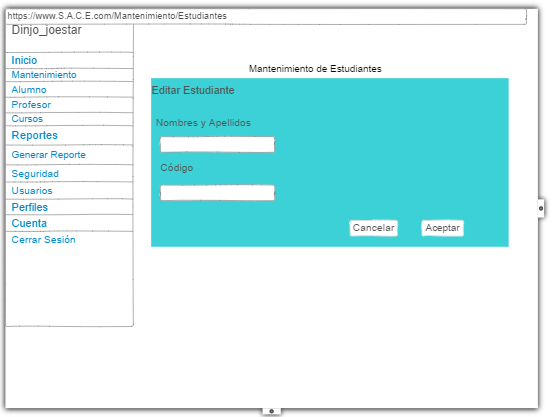 https://www.S.A.C.E.com/Mantenimiento/Estudiantes
Dinjo_joestar
Inicio
Mantenimiento
Alumno
Profesor
Cursos
Reportes
Generar Reporte
Seguridad
Usuarios
Perfiles
Cuenta
Cerrar Sesión
Mantenimiento de Estudiantes
Editar Estudiante
Nombres y Apellidos
Código
Cancelar
Aceptar